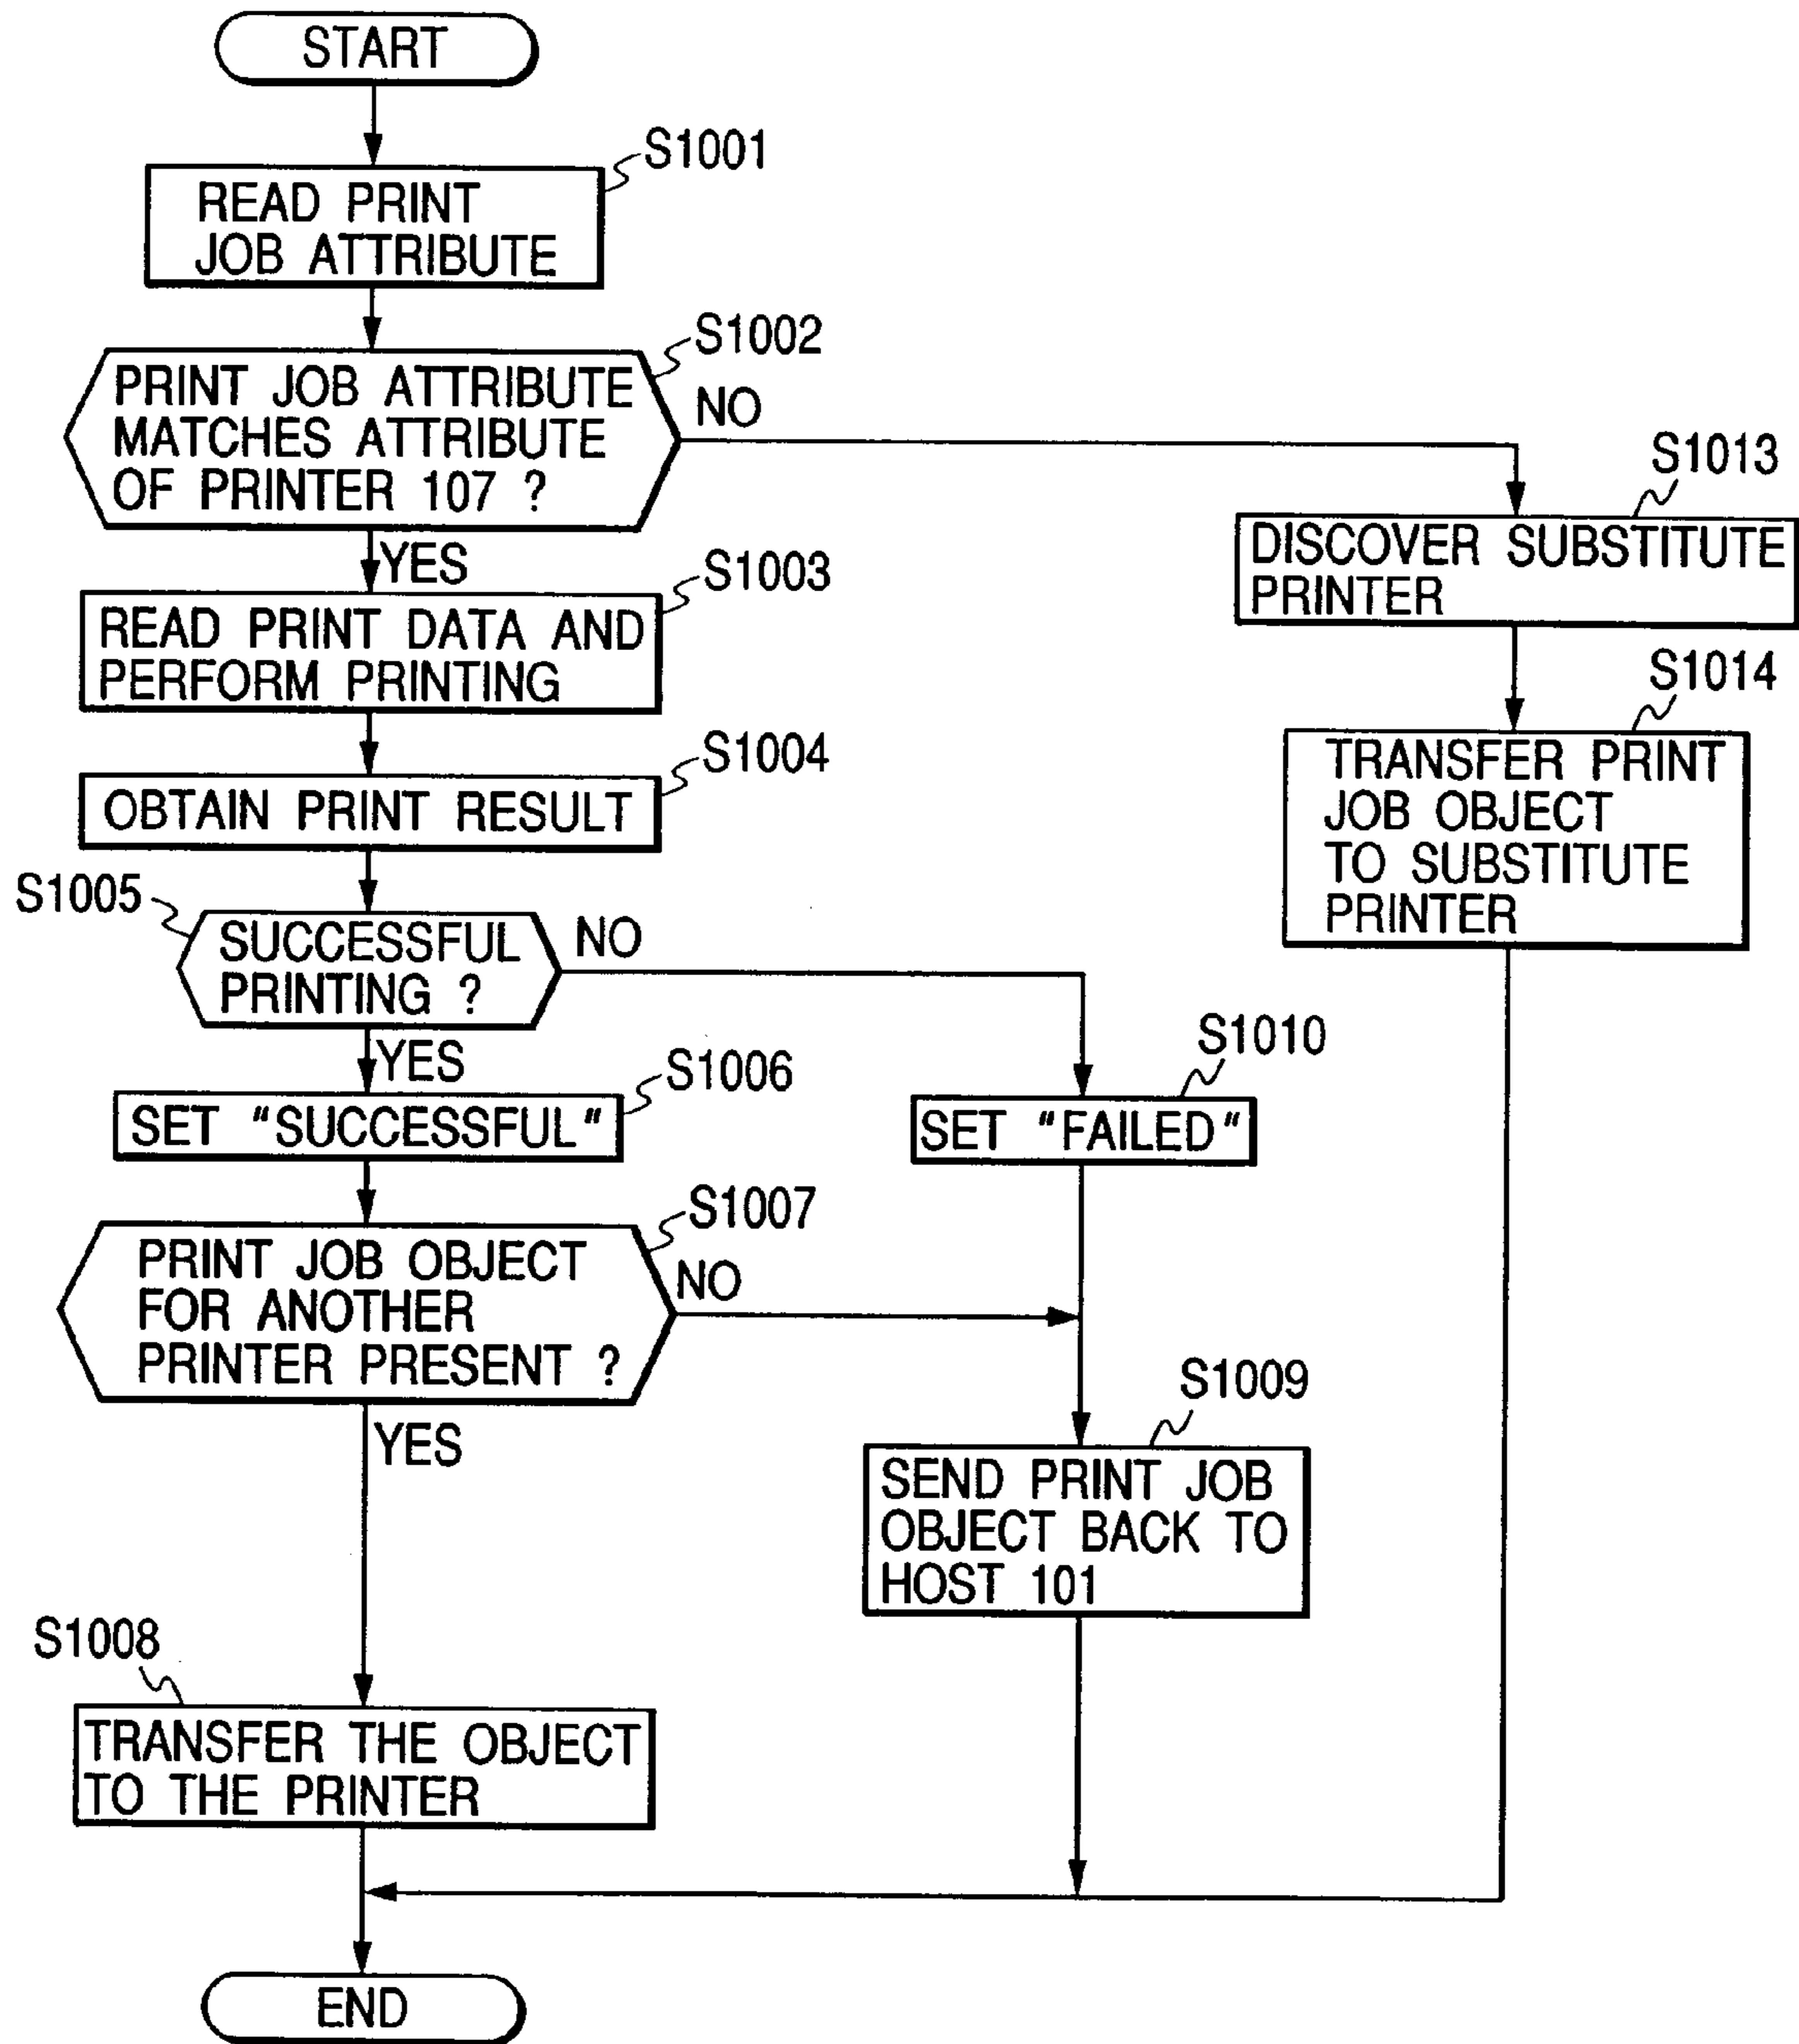 START
S1001
READ PRINT
JOB ATTRIBUTE
S1002
PRINT JOB ATTRIBUTE
MATCHES ATTRIBUTE
OF PRINTER 107 ?
NO
YES
S1013
DISCOVER SUBSTITUTE
PRINTER
S1003
READ PRINT DATA AND
PERFORM PRINTING
S1014
TRANSFER PRINT
JOB OBJECT
TO SUBSTITUTE
PRINTER
S1004
OBTAIN PRINT RESULT
S1005
SUCCESSFUL
PRINTING ?
NO
YES
S1006
SET "SUCCESSFUL"
S1010
SET "FAILED"
S1007
PRINT JOB OBJECT
FOR ANOTHER
PRINTER PRESENT ?
NO
YES
S1009
SEND PRINT JOB
OBJECT BACK TO
HOST 101
S1008
TRANSFER THE OBJECT
TO THE PRINTER
END